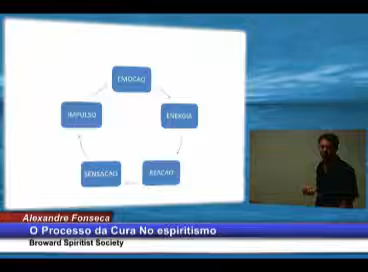 EMOCAO
IMPULSO
ENERGIA
SENSACAO
REACAO
Alexandre Fonseca
O Processo da Cura No espiritismo
Broward Spiritist Society